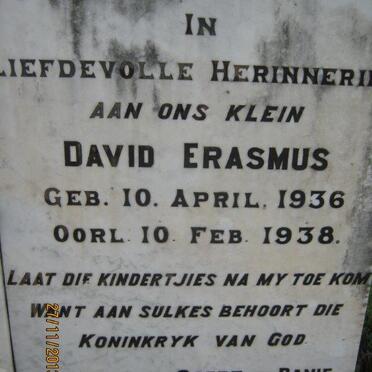 IN
LIEFDEVOLLE HERINNERI
AAN ONS KLEIN
DAVID ERASMUS
GEB. 10. APRIL. 1936
OORL. 10. FEB. 1938.
LAAT DIE KINDERTJIES NA MY TOE KOM
WANT AAN SULKES BEHOORT DIE
KONINKRYK VAN GOD